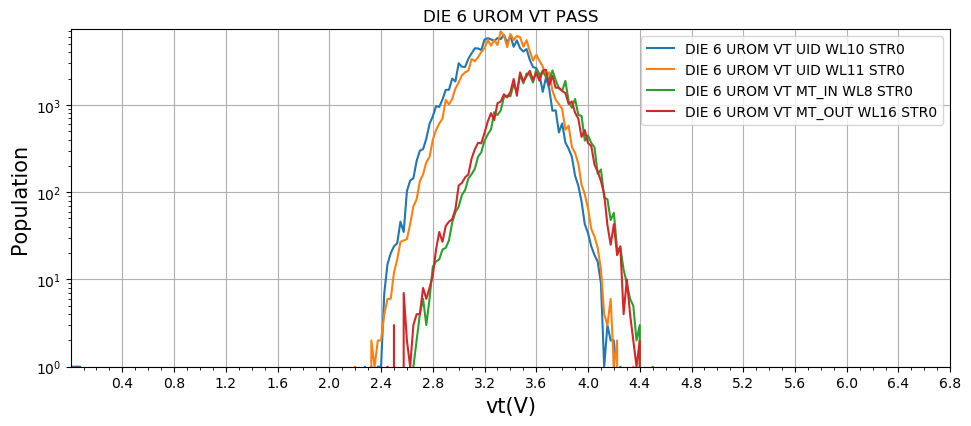 DIE 6 UROM VT PASS
DIE 6 UROM VT UID WL10 STR0
DIE 6 UROM VT UID WL11 STR0
DIE 6 UROM VT MT_IN WL8 STR0
DIE 6 UROM VT MT_OUT WL16 STR0
Population
10³
10²
10¹
10⁰
0.4 0.8 1.2 1.6 2.0 2.4 2.8 3.2 3.6 4.0 4.4 4.8 5.2 5.6 6.0 6.4 6.8
vt(V)